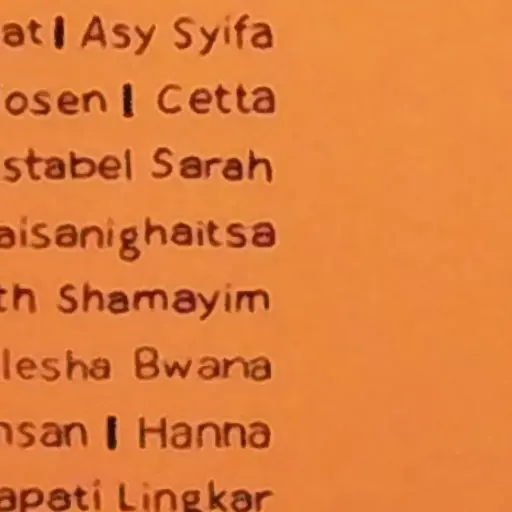 at | Asy Syifa
osen | Cetta
stabel Sarah
aisanighaitsa
th Shamayim
lesha Bwana
nsan | Hanna
apati Lingkar